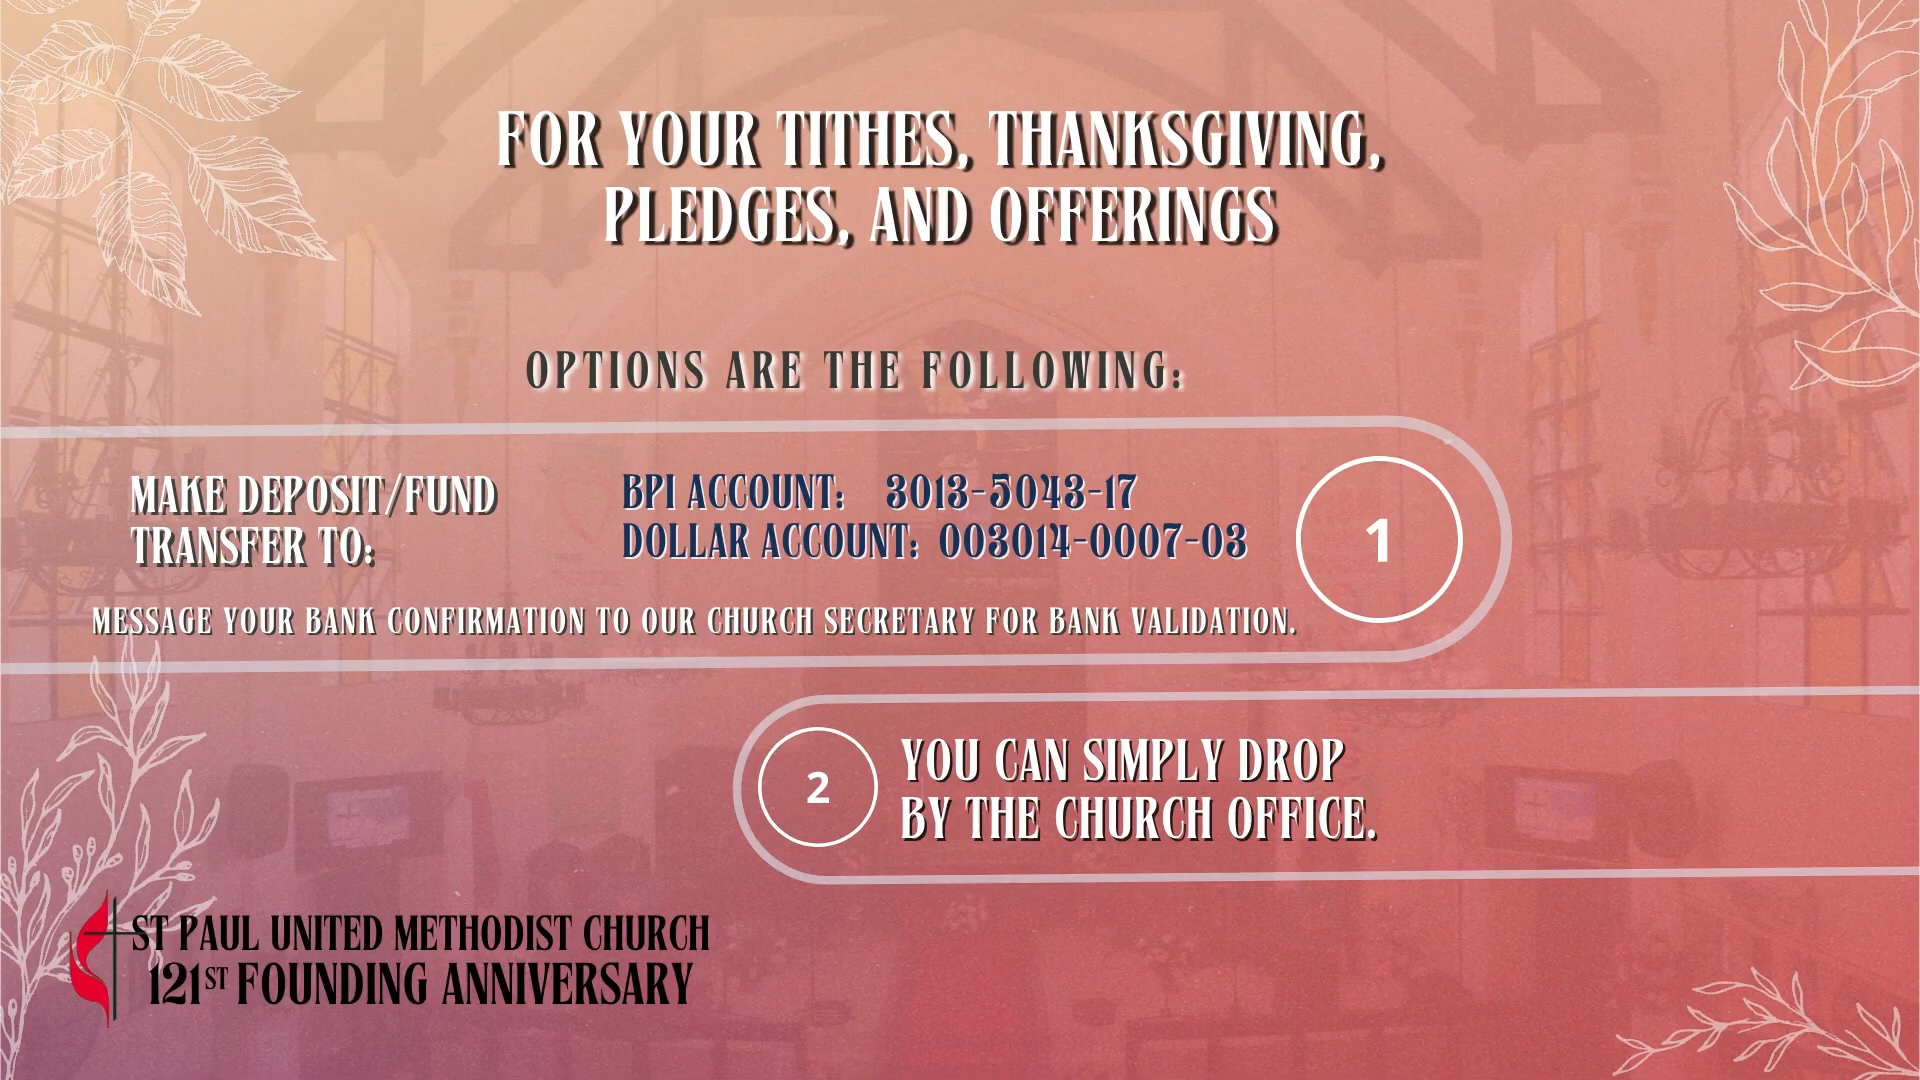 FOR YOUR TITHES, THANKSGIVING,
PLEDGES, AND OFFERINGS
OPTIONS ARE THE FOLLOWING:
MAKE DEPOSIT/FUND
TRANSFER TO:
BPI ACCOUNT: 3013-5043-17
DOLLAR ACCOUNT: 003014-0007-03
1
MESSAGE YOUR BANK CONFIRMATION TO OUR CHURCH SECRETARY FOR BANK VALIDATION.
2
YOU CAN SIMPLY DROP
BY THE CHURCH OFFICE.
ST PAUL UNITED METHODIST CHURCH
121ST FOUNDING ANNIVERSARY